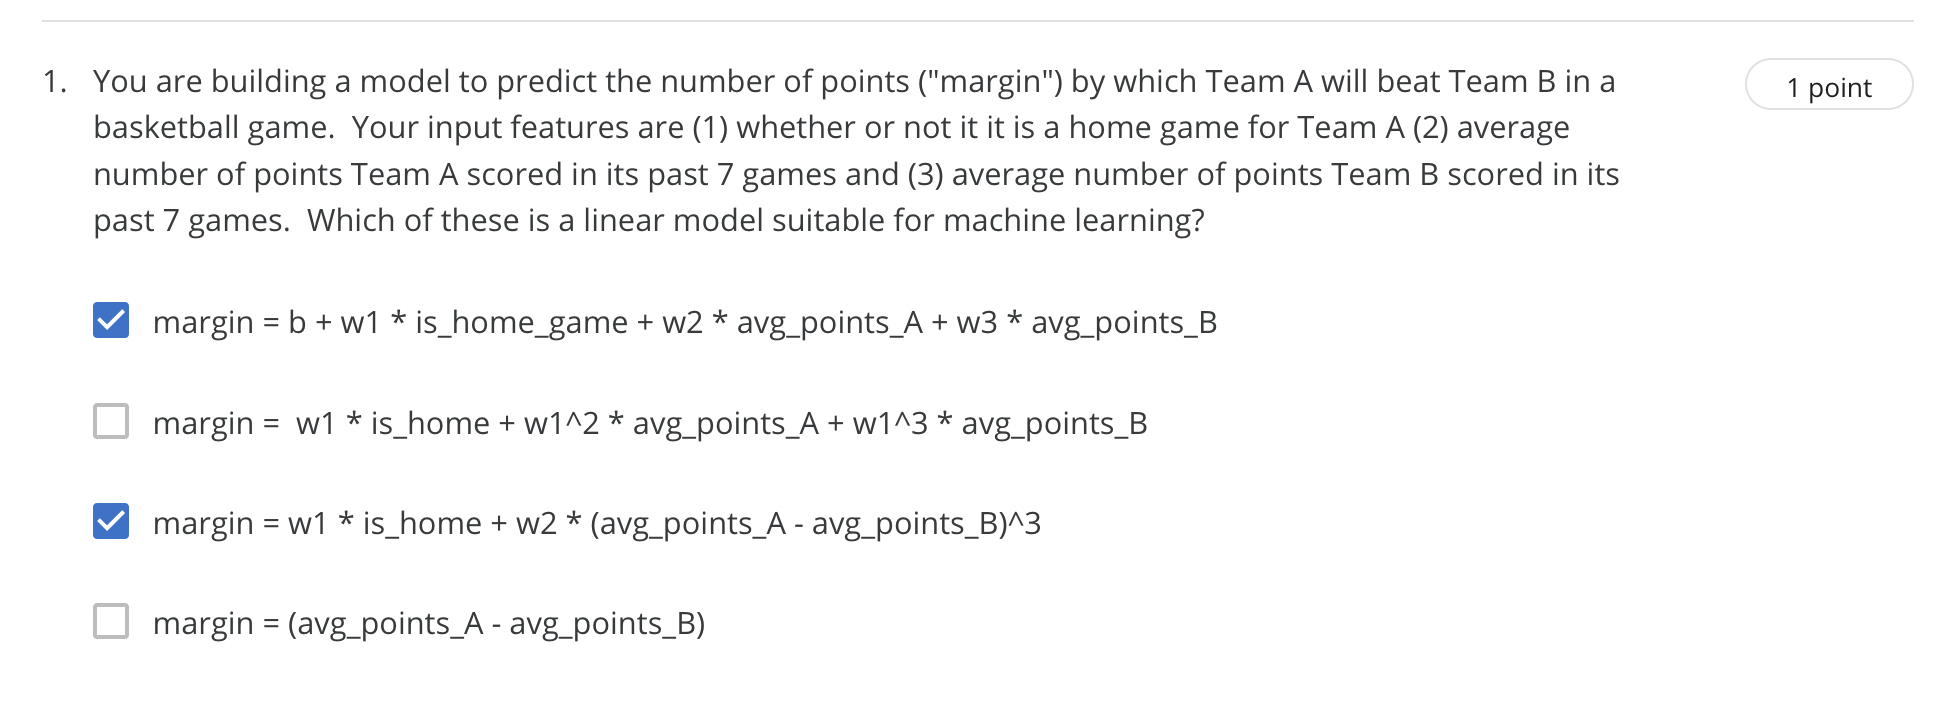 1. You are building a model to predict the number of points ("margin") by which Team A will beat Team B in a
1 point
basketball game.  Your input features are (1) whether or not it it is a home game for Team A (2) average
number of points Team A scored in its past 7 games and (3) average number of points Team B scored in its
past 7 games.  Which of these is a linear model suitable for machine learning?
margin = b + w1 * is_home_game + w2 * avg_points_A + w3 * avg_points_B
margin =  w1 * is_home + w1^2 * avg_points_A + w1^3 * avg_points_B
margin = w1 * is_home + w2 * (avg_points_A - avg_points_B)^3
margin = (avg_points_A - avg_points_B)